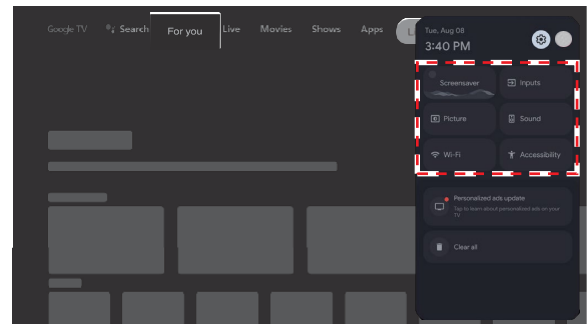 Google TV Search For you Live Movies Shows Apps
Tue, Aug 08
3:40 PM
Screensaver Inputs
Picture Sound
Wi-Fi Accessibility
Personalized ads update
Tap to learn about personalized ads on your
TV
Clear all